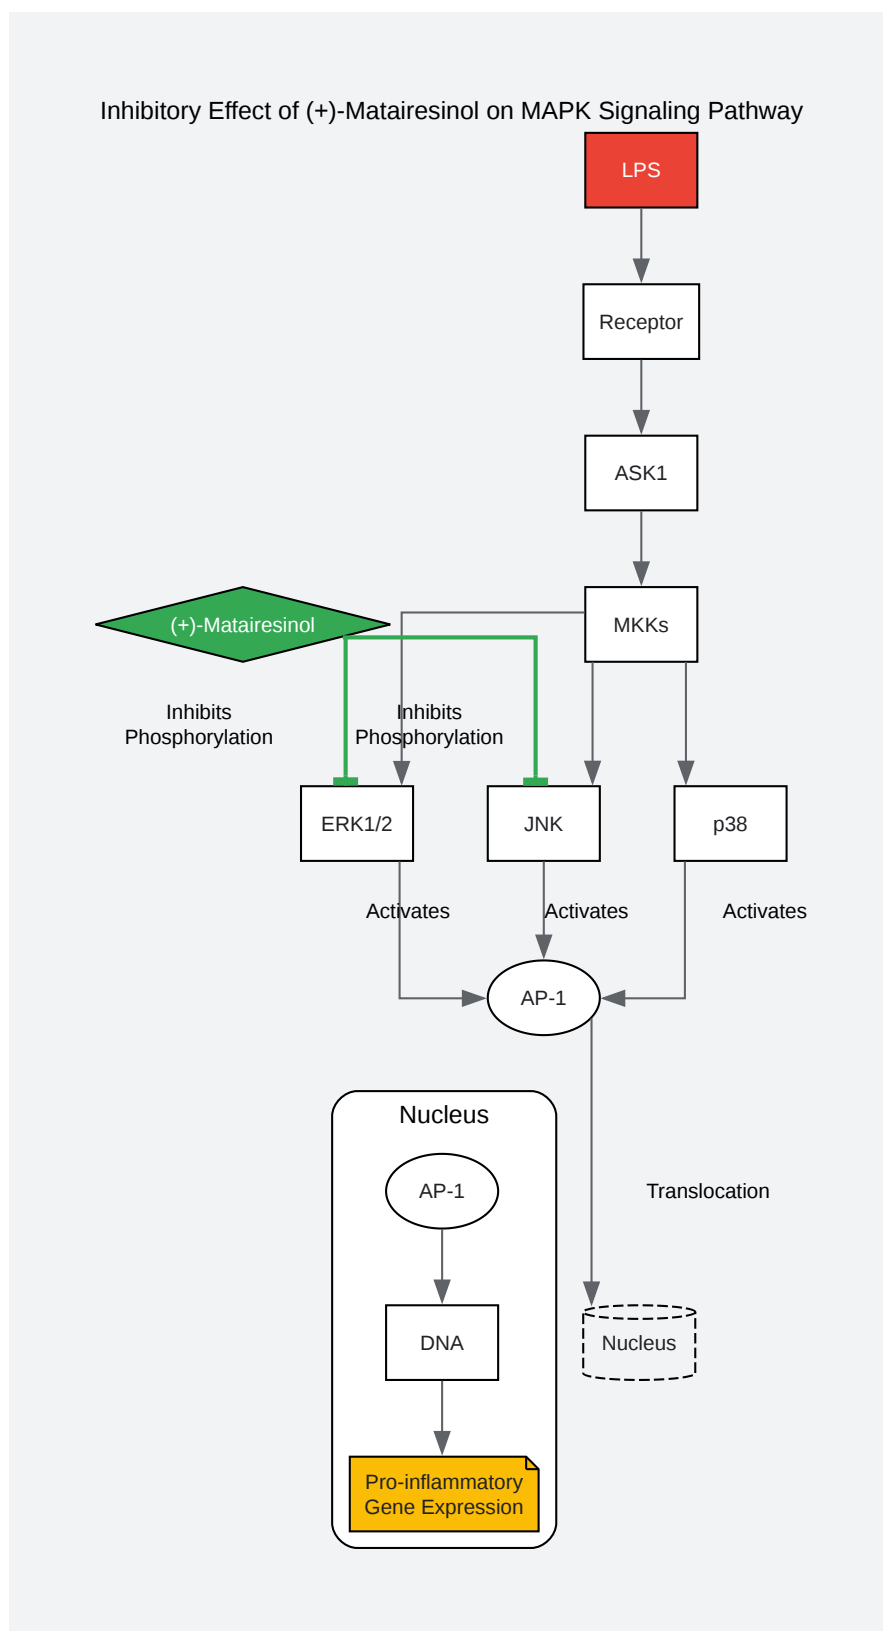 Inhibitory Effect of (+)-Matairesinol on MAPK Signaling Pathway
LPS
Receptor
ASK1
(+)-Matairesinol
MKKs
Inhibits
Phosphorylation
Inhibits
Phosphorylation
ERK1/2
JNK
p38
Activates
Activates
Activates
AP-1
Nucleus
AP-1
Translocation
DNA
Nucleus
Pro-inflammatory
Gene Expression